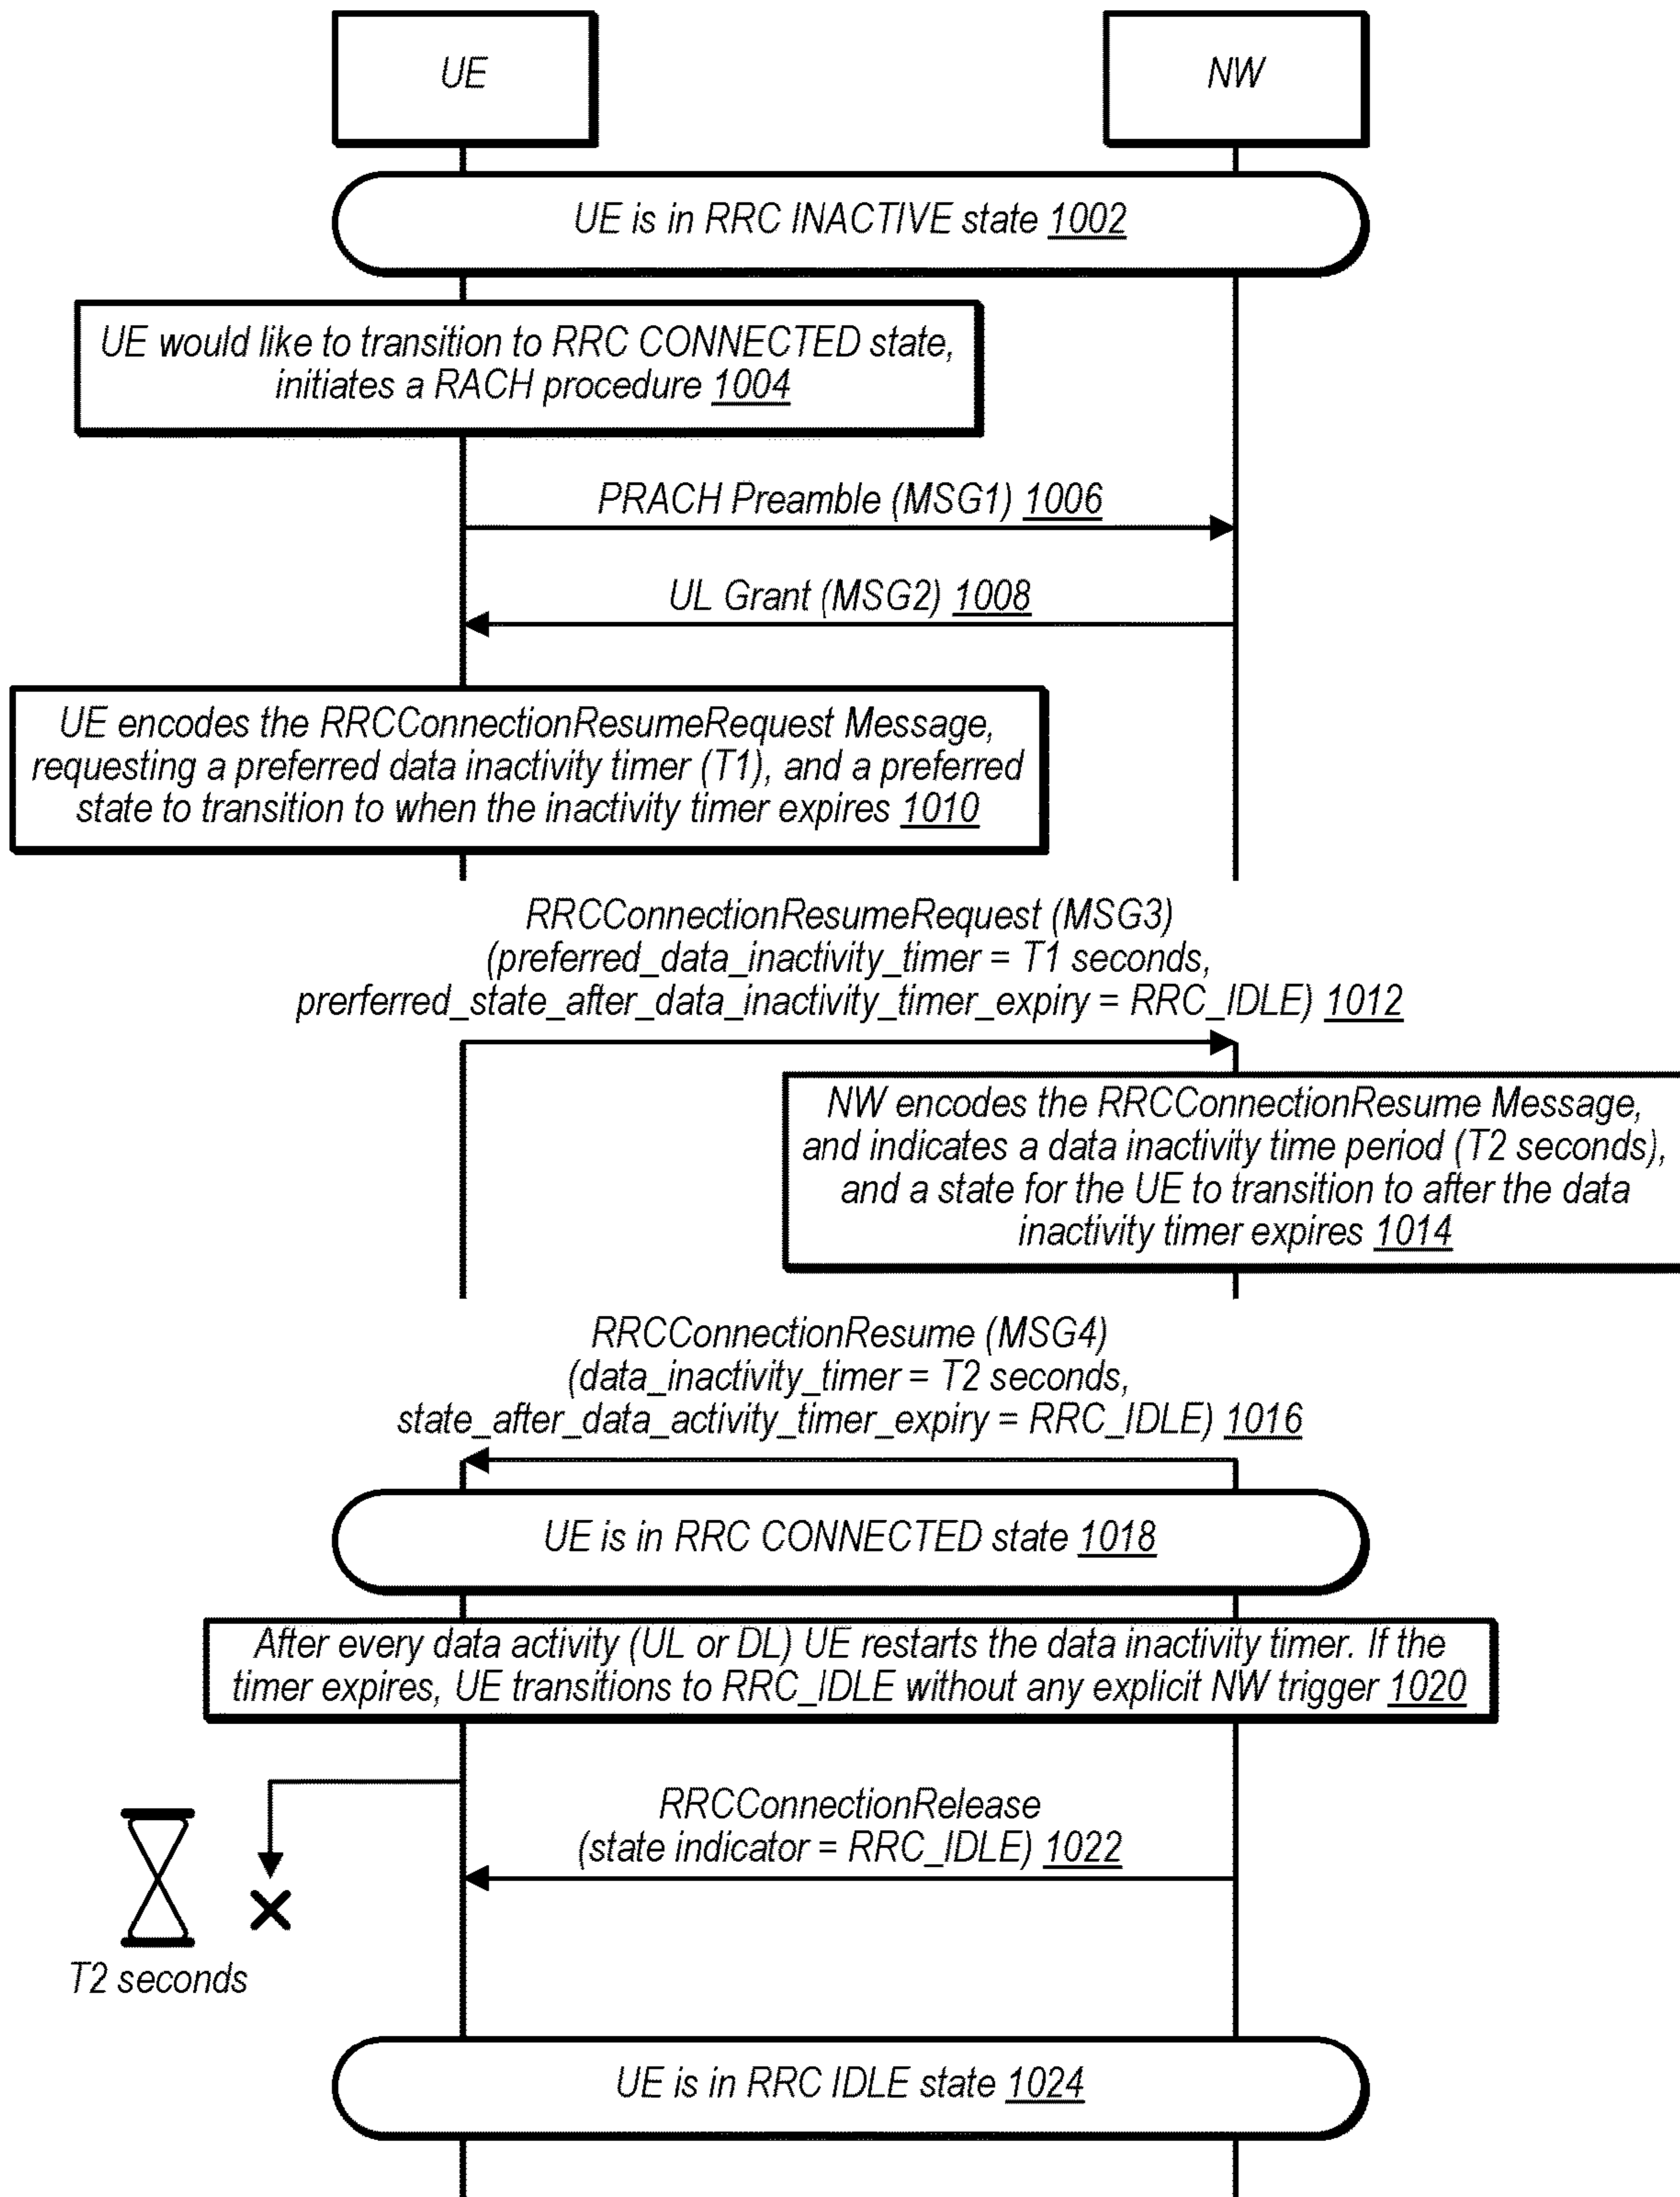 UE
NW
UE is in RRC INACTIVE state 1002
UE would like to transition to RRC CONNECTED state,
initiates a RACH procedure 1004
PRACH Preamble (MSG1) 1006
UL Grant (MSG2) 1008
UE encodes the RRCConnectionResumeRequest Message,
requesting a preferred data inactivity timer (T1), and a preferred
state to transition to when the inactivity timer expires 1010
RRCConnectionResumeRequest (MSG3)
(preferred_data_inactivity_timer = T1 seconds,
prerferred_state_after_data_inactivity_timer_expiry = RRC_IDLE) 1012
NW encodes the RRCConnectionResume Message,
and indicates a data inactivity time period (T2 seconds),
and a state for the UE to transition to after the data
inactivity timer expires 1014
RRCConnectionResume (MSG4)
(data_inactivity_timer = T2 seconds,
state_after_data_activity_timer_expiry = RRC_IDLE) 1016
UE is in RRC CONNECTED state 1018
After every data activity (UL or DL) UE restarts the data inactivity timer. If the
timer expires, UE transitions to RRC_IDLE without any explicit NW trigger 1020
RRCConnectionRelease
(state indicator = RRC_IDLE) 1022
T2 seconds
UE is in RRC IDLE state 1024